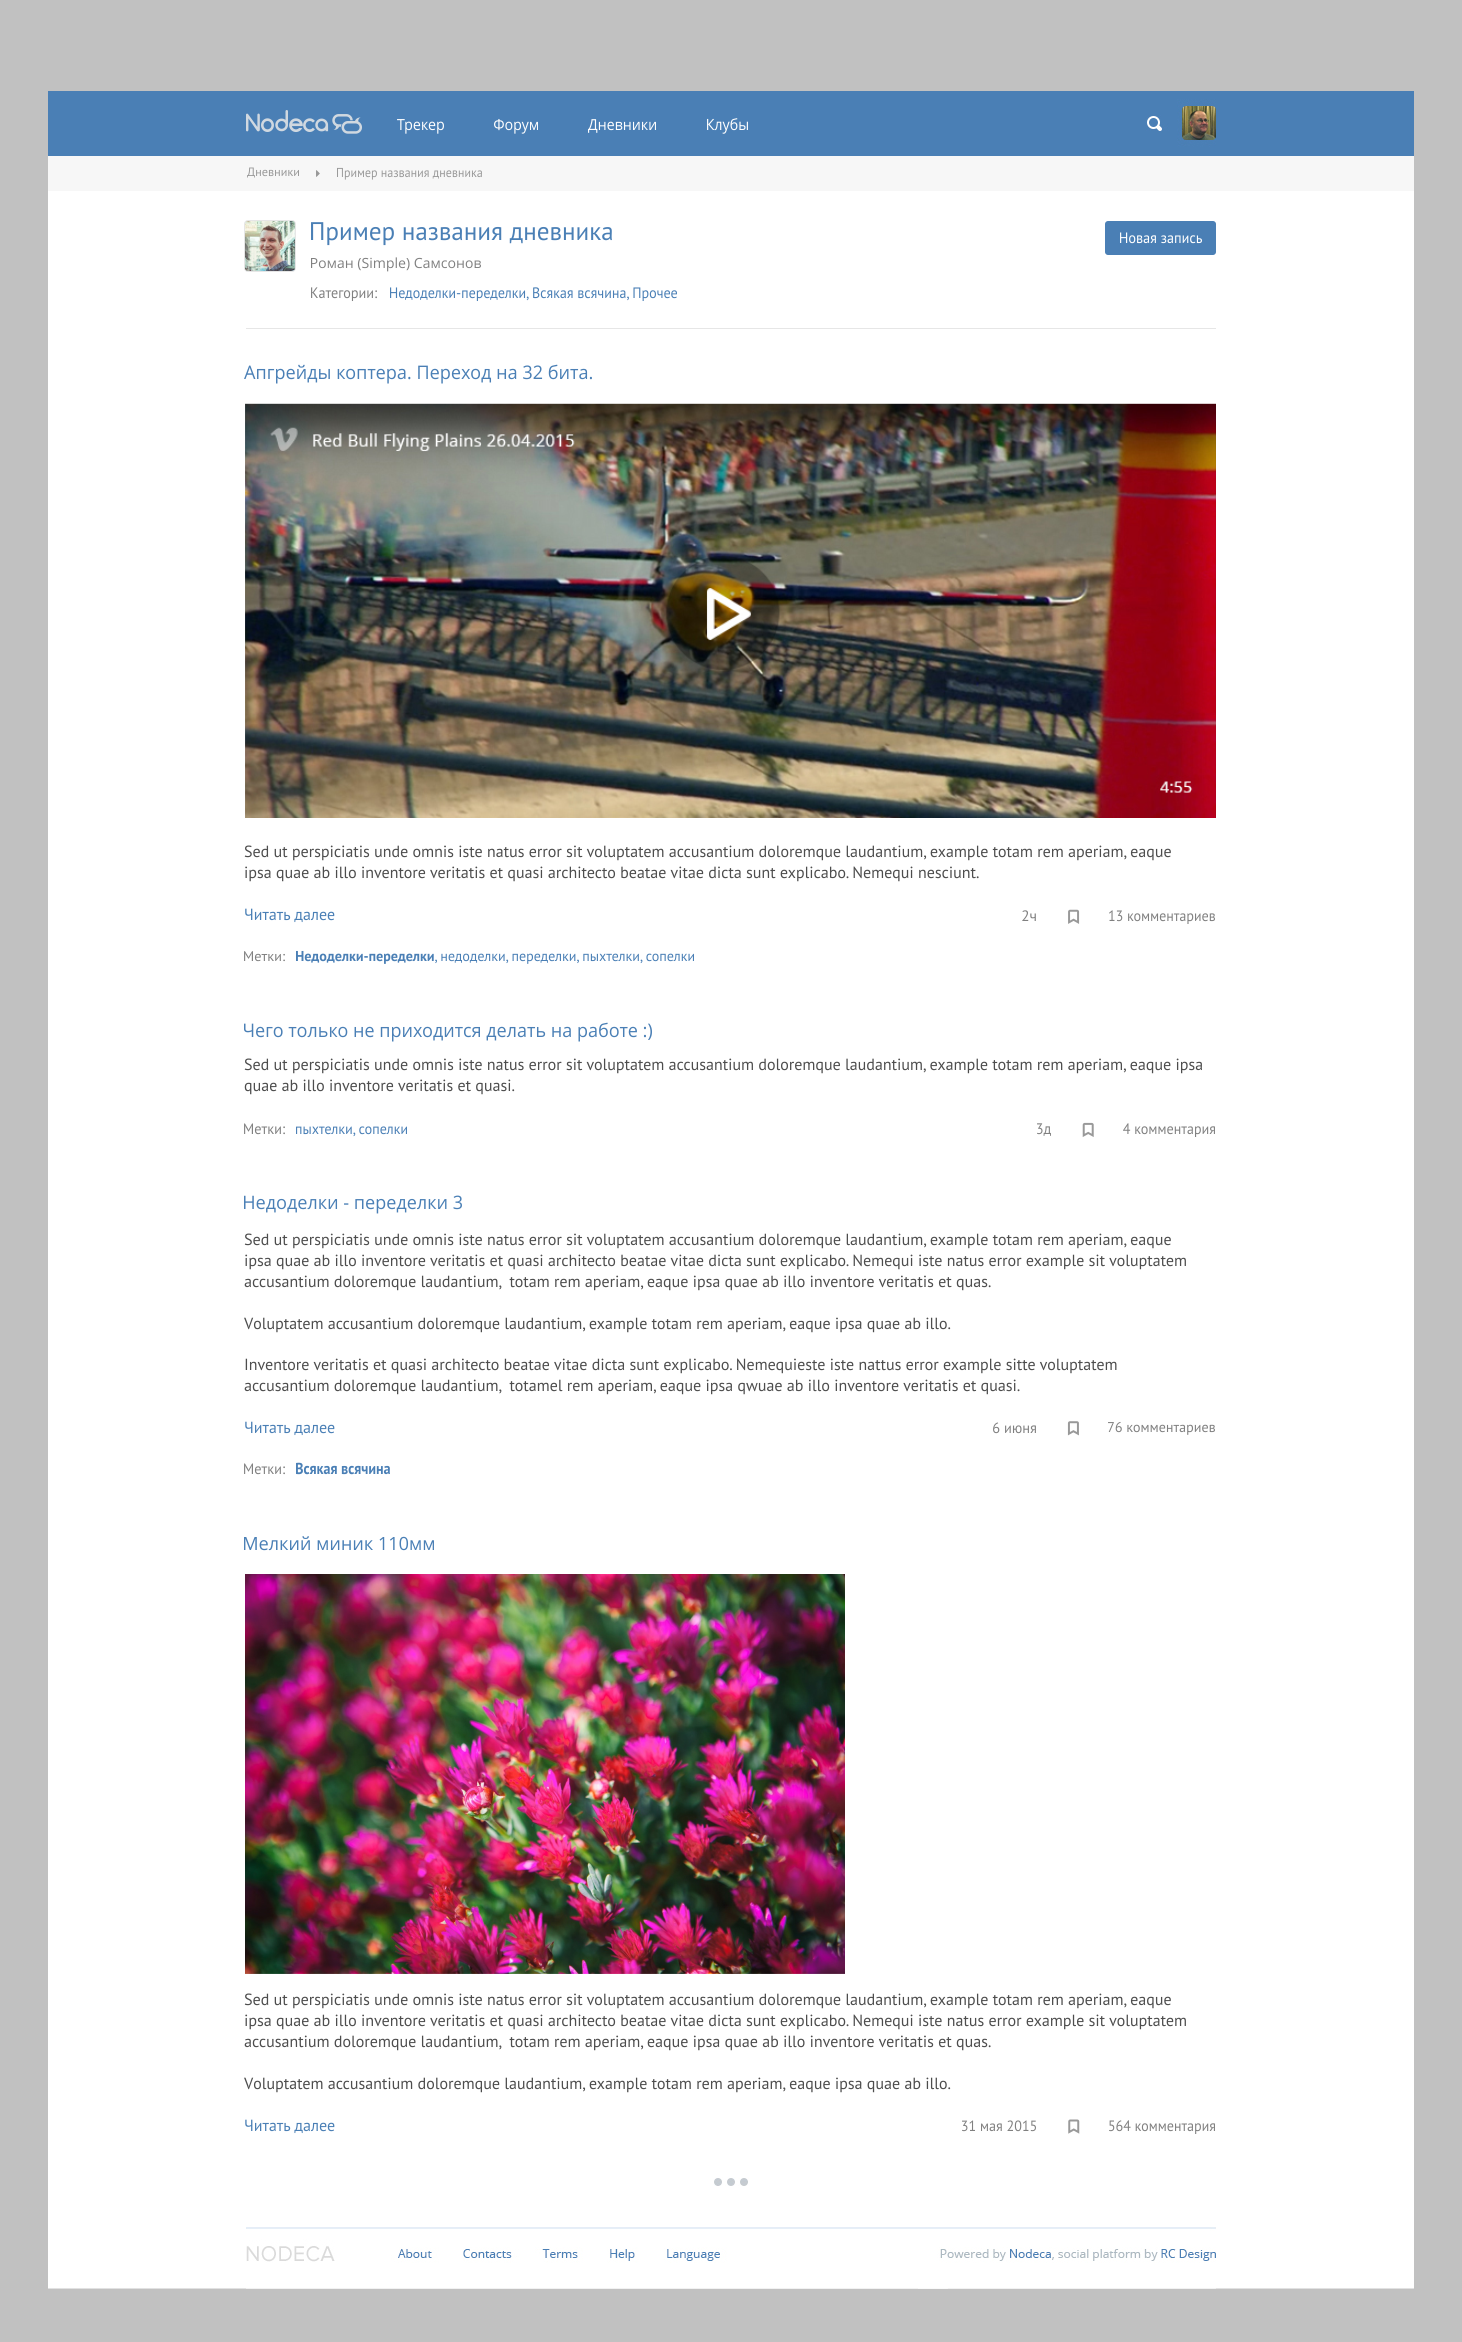 Nodeca Трекер Форум Дневники Клубы
Дневники Пример названия дневника
Пример названия дневника
Новая запись
Роман (Simple) Самсонов
Категории: Недоделки-переделки, Всякая всячина, Прочее
Апгрейды коптера. Переход на 32 бита.
Red Bull Flying Plains 26.04.2015
4:55
Sed ut perspiciatis unde omnis iste natus error sit voluptatem accusantium doloremque laudantium, example totam rem aperiam, eaque
ipsa quae ab illo inventore veritatis et quasi architecto beatae vitae dicta sunt explicabo. Nemequi nesciunt.
Читать далее 2ч 13 комментариев
Метки: Недоделки-переделки, недоделки, переделки, пыхтелки, сопелки
Чего только не приходится делать на работе :)
Sed ut perspiciatis unde omnis iste natus error sit voluptatem accusantium doloremque laudantium, example totam rem aperiam, eaque ipsa
quae ab illo inventore veritatis et quasi.
Метки: пыхтелки, сопелки 3д 4 комментария
Недоделки - переделки 3
Sed ut perspiciatis unde omnis iste natus error sit voluptatem accusantium doloremque laudantium, example totam rem aperiam, eaque
ipsa quae ab illo inventore veritatis et quasi architecto beatae vitae dicta sunt explicabo. Nemequi iste natus error example sit voluptatem
accusantium doloremque laudantium, totam rem aperiam, eaque ipsa quae ab illo inventore veritatis et quas.
Voluptatem accusantium doloremque laudantium, example totam rem aperiam, eaque ipsa quae ab illo.
Inventore veritatis et quasi architecto beatae vitae dicta sunt explicabo. Nemequieste iste nattus error example sitte voluptatem
accusantium doloremque laudantium, totamel rem aperiam, eaque ipsa qwuae ab illo inventore veritatis et quasi.
Читать далее 6 июня 76 комментариев
Метки: Всякая всячина
Мелкий миник 110мм
Sed ut perspiciatis unde omnis iste natus error sit voluptatem accusantium doloremque laudantium, example totam rem aperiam, eaque
ipsa quae ab illo inventore veritatis et quasi architecto beatae vitae dicta sunt explicabo. Nemequi iste natus error example sit voluptatem
accusantium doloremque laudantium, totam rem aperiam, eaque ipsa quae ab illo inventore veritatis et quas.
Voluptatem accusantium doloremque laudantium, example totam rem aperiam, eaque ipsa quae ab illo.
Читать далее 31 мая 2015 564 комментария
NODECA About Contacts Terms Help Language Powered by Nodeca, social platform by RC Design